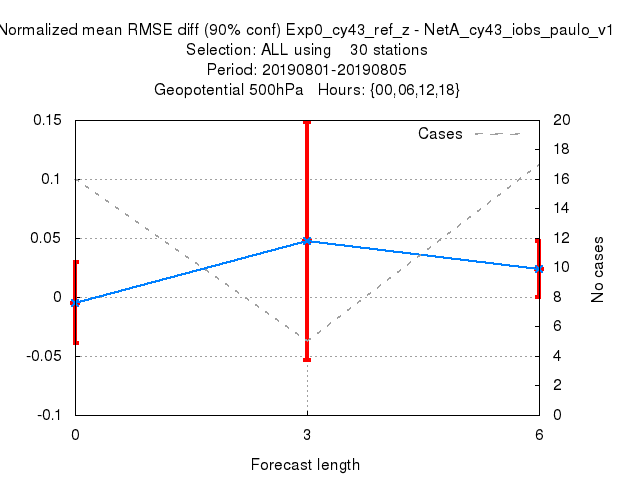 Normalized mean RMSE diff (90% conf) Exp0_cy43_ref_z - NetA_cy43_iobs_paulo_v1
Selection: ALL using 30 stations
Period: 20190801-20190805
Geopotential 500hPa Hours: {00,06,12,18}
Cases
0.15
0.1
0.05
0
-0.05
-0.1
20
18
16
14
12
10
8
6
4
2
0
No cases
0 3 6
Forecast length